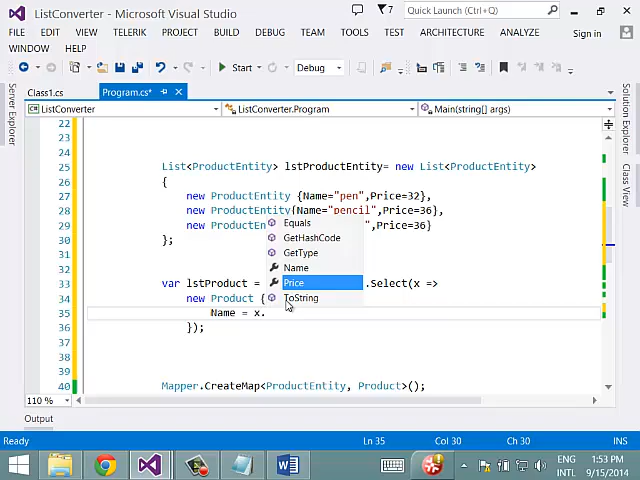 ListConverter - Microsoft Visual Studio
7
Quick Launch (Ctrl+Q)
FILE EDIT VIEW TELERIK PROJECT BUILD DEBUG TEAM TOOLS TEST ARCHITECTURE ANALYZE Sign in
WINDOW HELP
Start Debug
Class1.cs Program.cs*
ListConverter ListConverter.Program Main(string[] args)
Server Explorer
Solution Explorer
Class View
22
23
24
25 List<ProductEntity> lstProductEntity= new List<ProductEntity>
26 {
27 new ProductEntity {Name="pen",Price=32},
28 new ProductEntity{Name="pencil",Price=36},
29 ",Price=36}
30 };
31
32
33 var lstProduct = .Select(x =>
34 new Product {
35 Name = x.
36 });
37
38
39
40 Mapper.CreateMap<ProductEntity, Product>();
Equals
GetHashCode
GetType
Name
Price
ToString
110 %
Output
Ready Ln 35 Col 30 Ch 30 INS
ENG
INTL
1:53 PM
9/15/2014